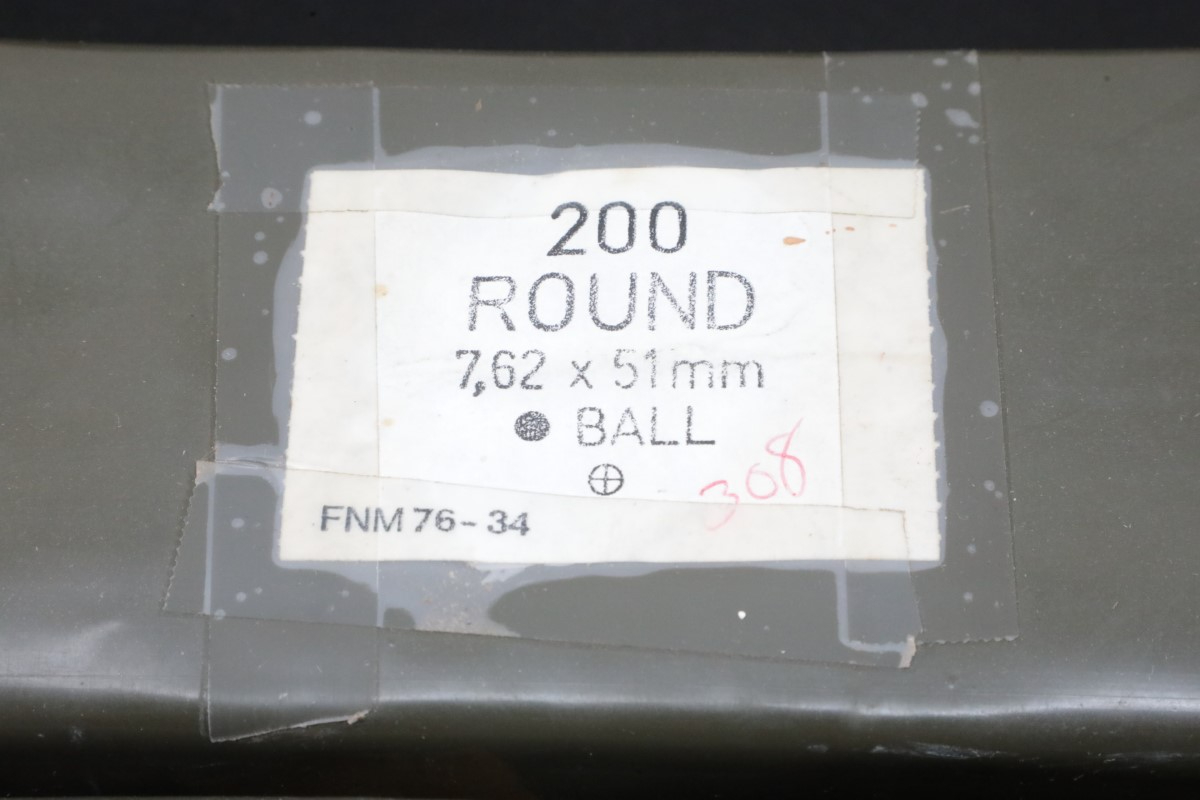 200
ROUND
7,62 x 51mm
● BALL
⊕
308
FNM 76-34